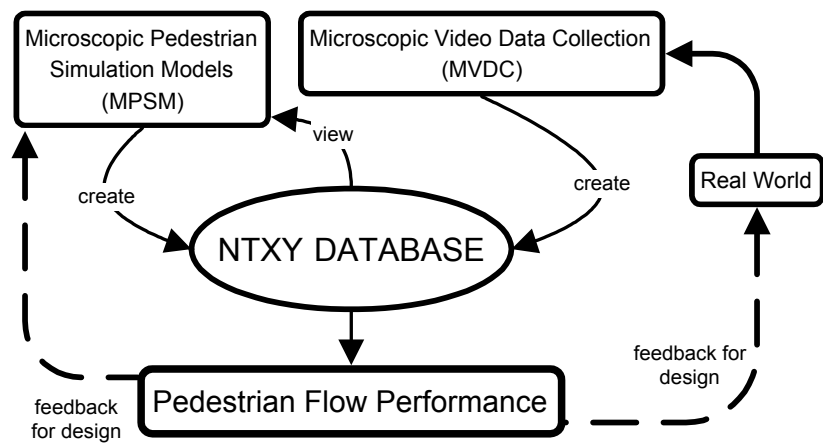 Microscopic Pedestrian
Simulation Models
(MPSM)
Microscopic Video Data Collection
(MVDC)
view
create
create
Real World
NTXY DATABASE
feedback for
design
Pedestrian Flow Performance
feedback
for design